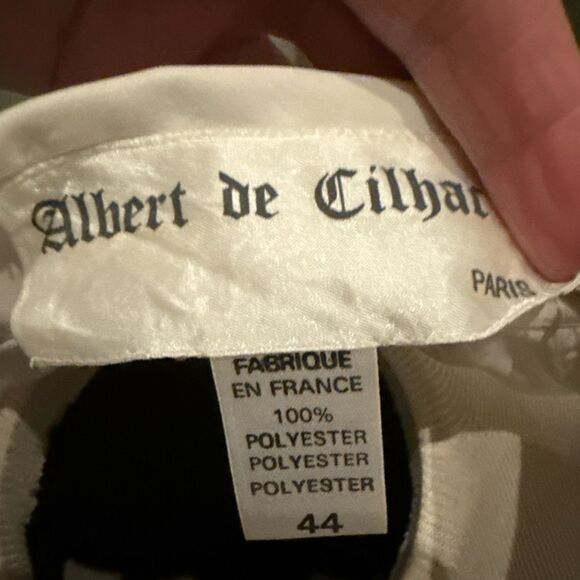 Albert de Cilhac
PARIS
FABRIQUE
EN FRANCE
100%
POLYESTER
POLYESTER
POLYESTER
44